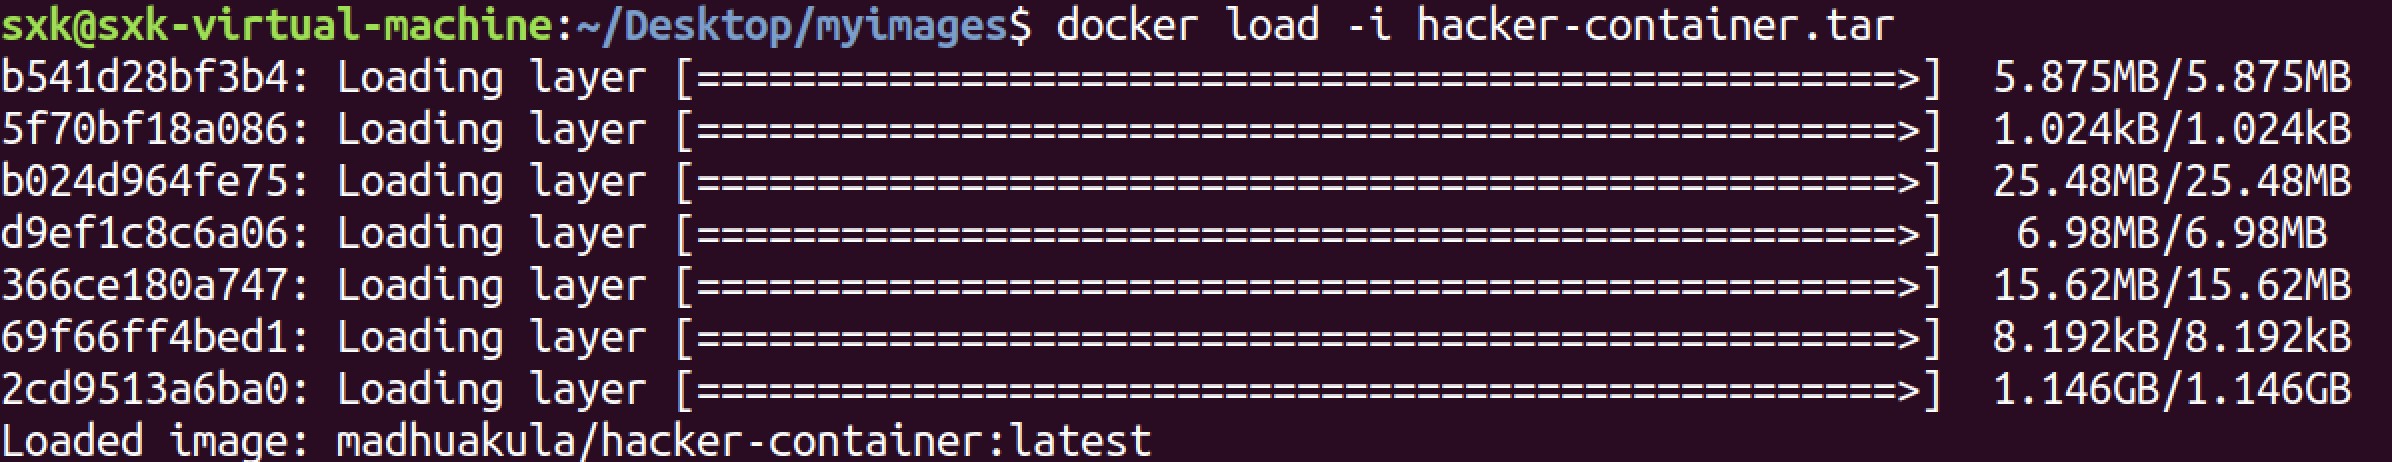 sxk@sxk-virtual-machine:~/Desktop/myimages$ docker load -i hacker-container.tar
b541d28bf3b4: Loading layer [==================================================>]  5.875MB/5.875MB
5f70bf18a086: Loading layer [==================================================>]  1.024kB/1.024kB
b024d964fe75: Loading layer [==================================================>]  25.48MB/25.48MB
d9ef1c8c6a06: Loading layer [==================================================>]   6.98MB/6.98MB
366ce180a747: Loading layer [==================================================>]  15.62MB/15.62MB
69f66ff4bed1: Loading layer [==================================================>]  8.192kB/8.192kB
2cd9513a6ba0: Loading layer [==================================================>]  1.146GB/1.146GB
Loaded image: madhuakula/hacker-container:latest